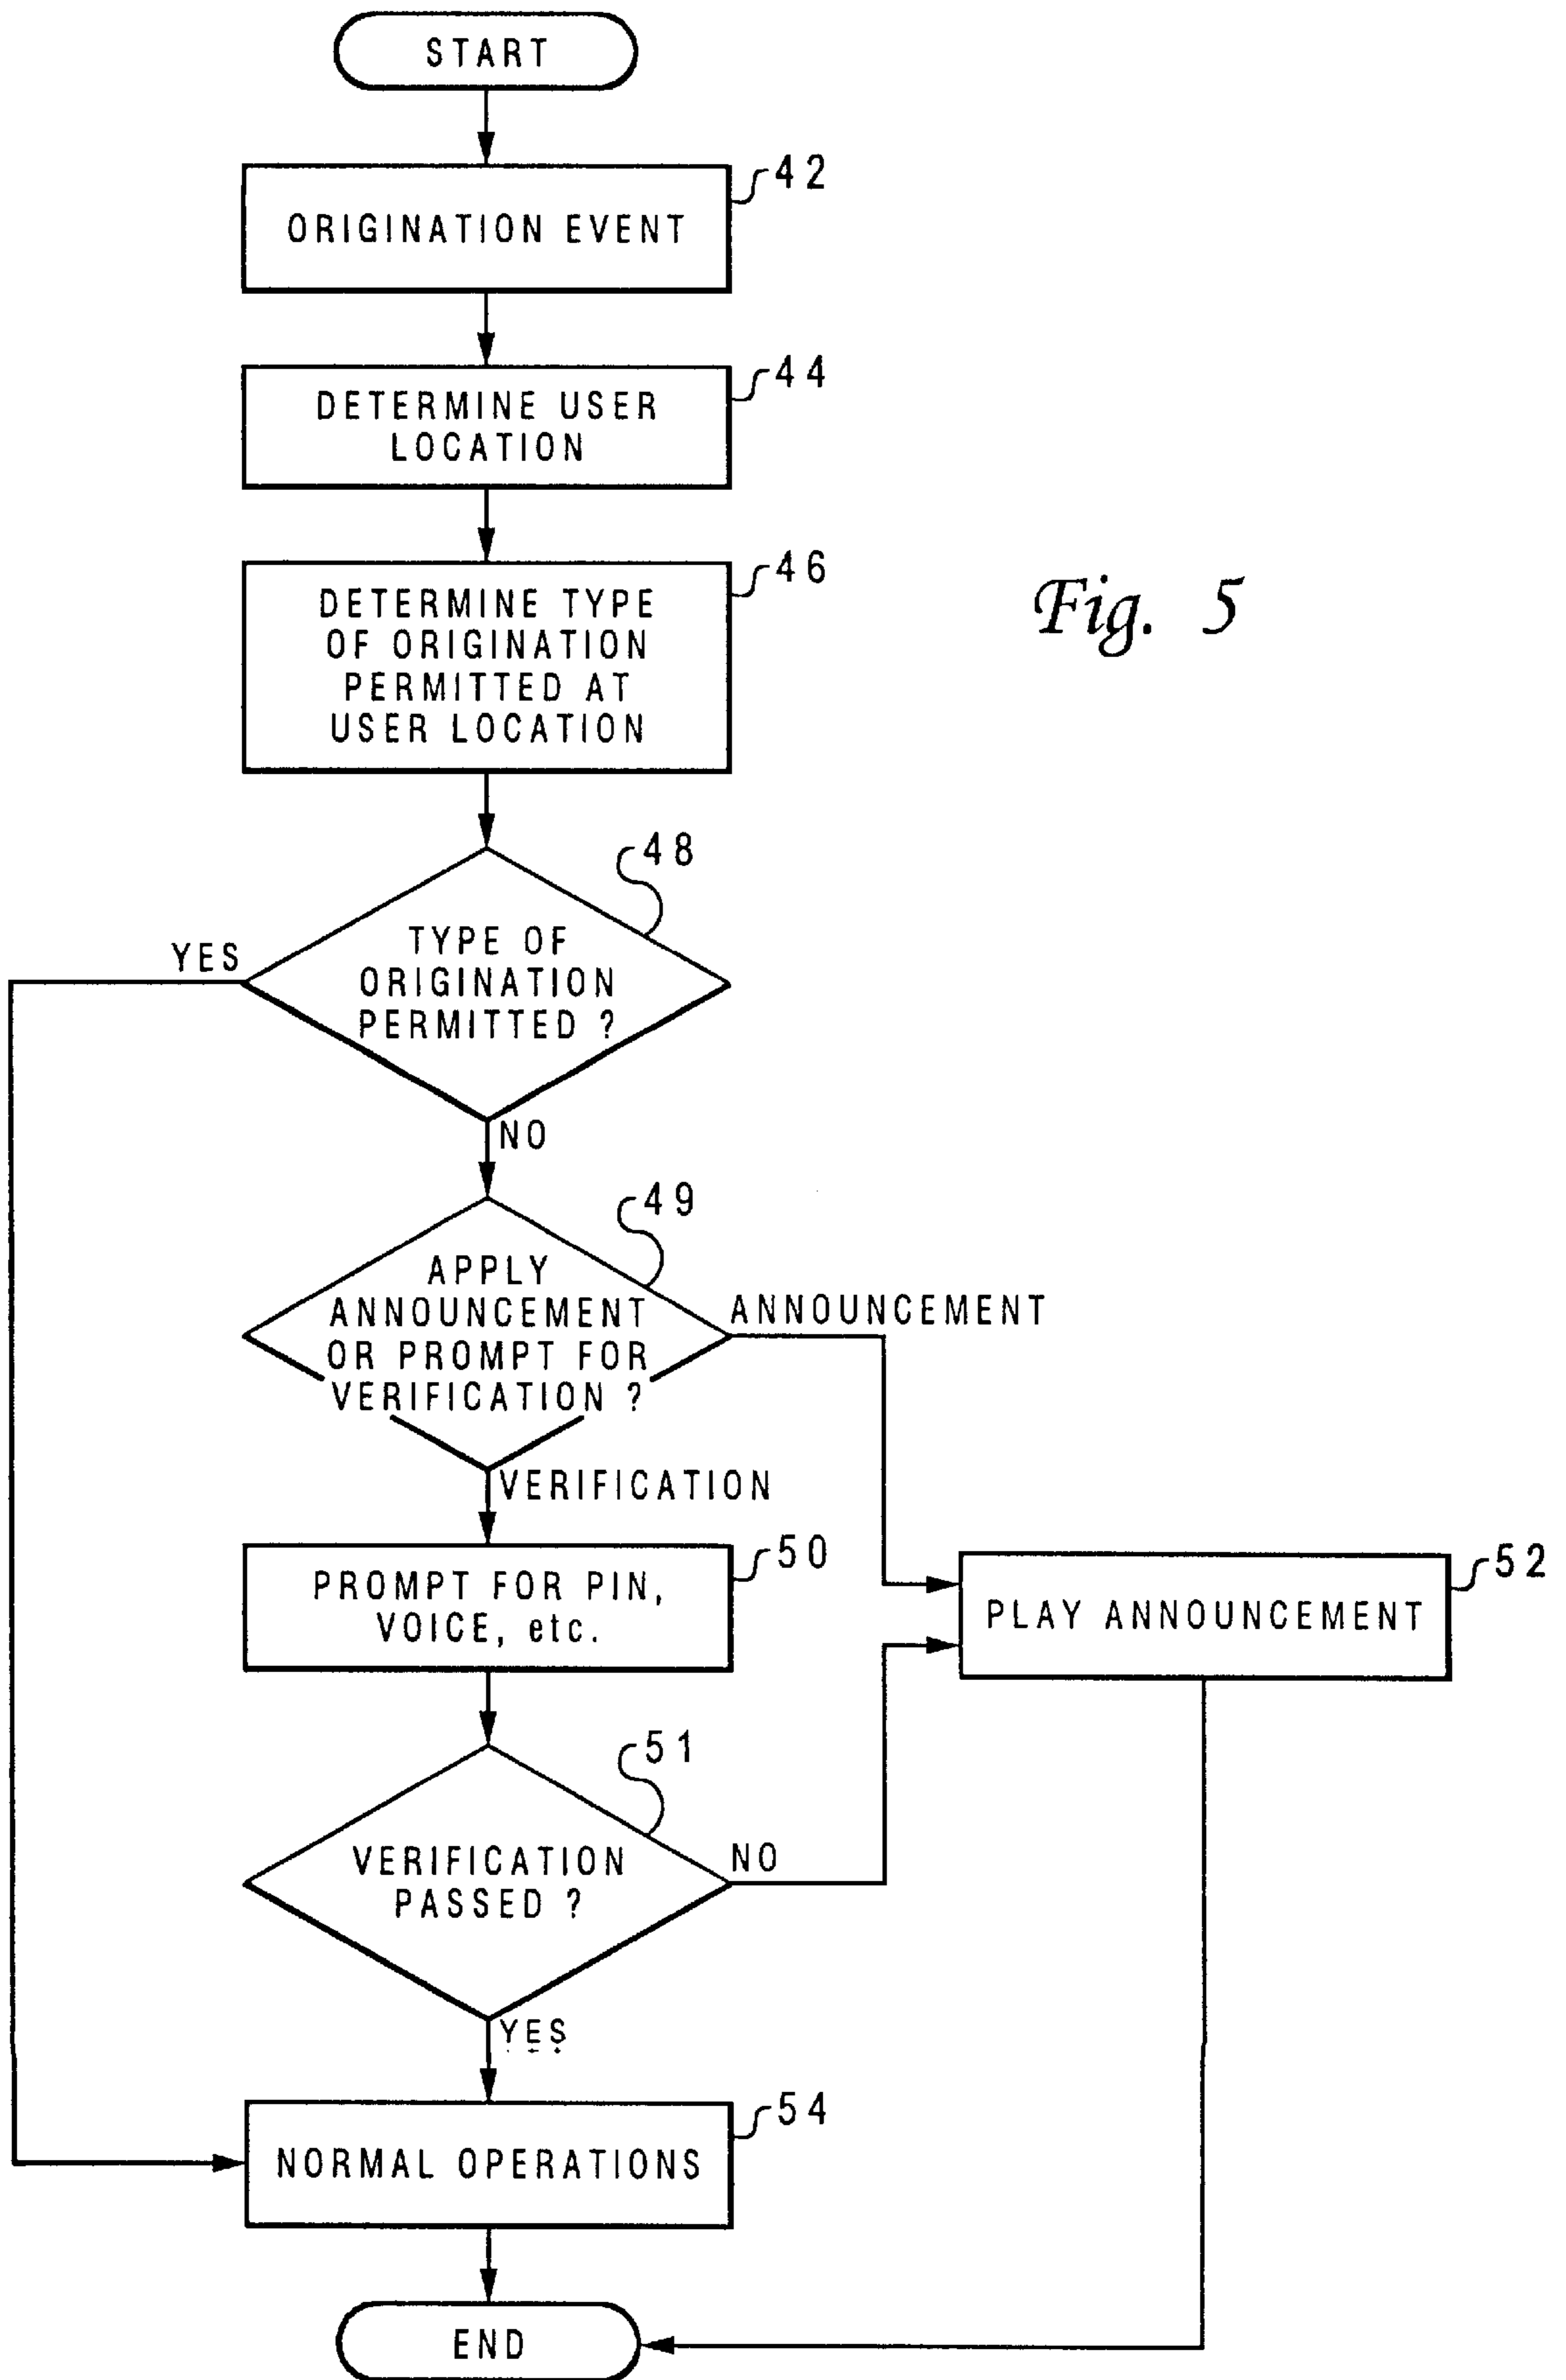 START
42
ORIGINATION EVENT
44
DETERMINE USER
LOCATION
46
DETERMINE TYPE
OF ORIGINATION
PERMITTED AT
USER LOCATION
Fig. 5
48
YES
TYPE OF
ORIGINATION
PERMITTED ?
NO
49
APPLY
ANNOUNCEMENT
OR PROMPT FOR
VERIFICATION ?
ANNOUNCEMENT
VERIFICATION
50
PROMPT FOR PIN,
VOICE, etc.
52
PLAY ANNOUNCEMENT
51
VERIFICATION
PASSED ?
NO
YES
54
NORMAL OPERATIONS
END